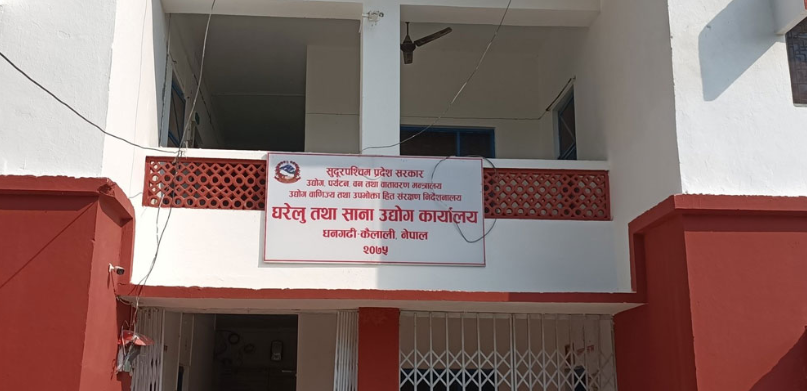 सुदूरपश्चिम प्रदेश सरकार
उद्योग, पर्यटन, वन तथा वातावरण मन्त्रालय
उद्योग वाणिज्य तथा उपभोक्ता हित संरक्षण निर्देशनालय
घरेलु तथा साना उद्योग कार्यालय
धनगढी-कैलाली, नेपाल
२०७५